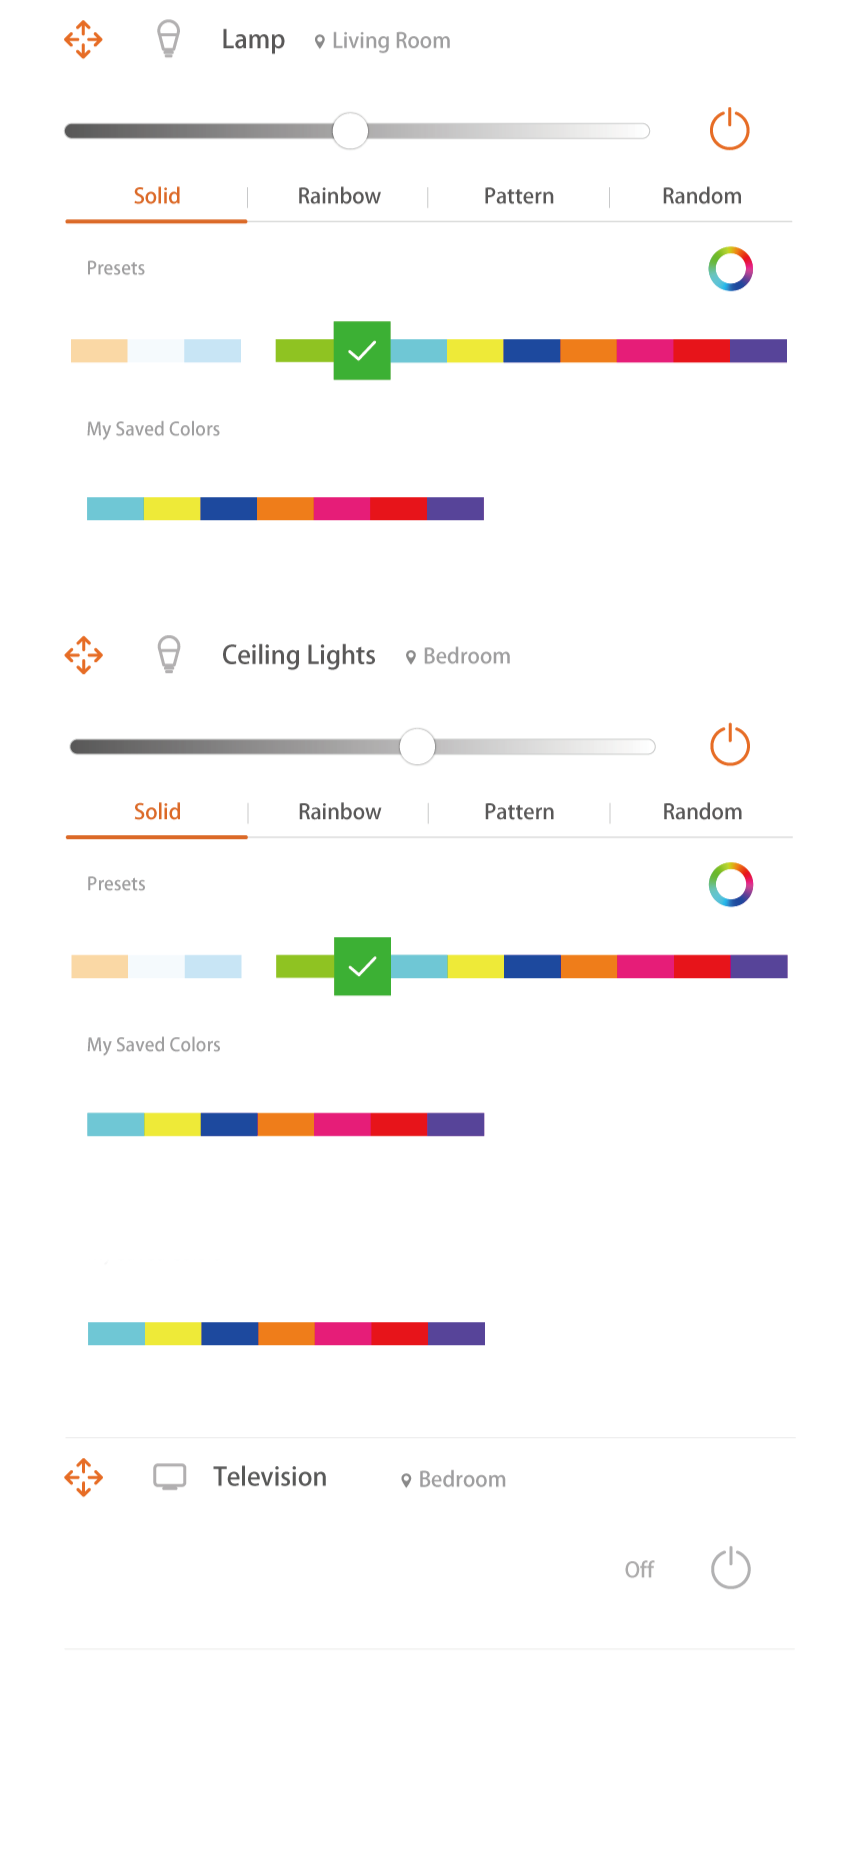 Lamp Living Room
Solid Rainbow Pattern Random
Presets
My Saved Colors
Ceiling Lights Bedroom
Solid Rainbow Pattern Random
Presets
My Saved Colors
Television Bedroom
Off